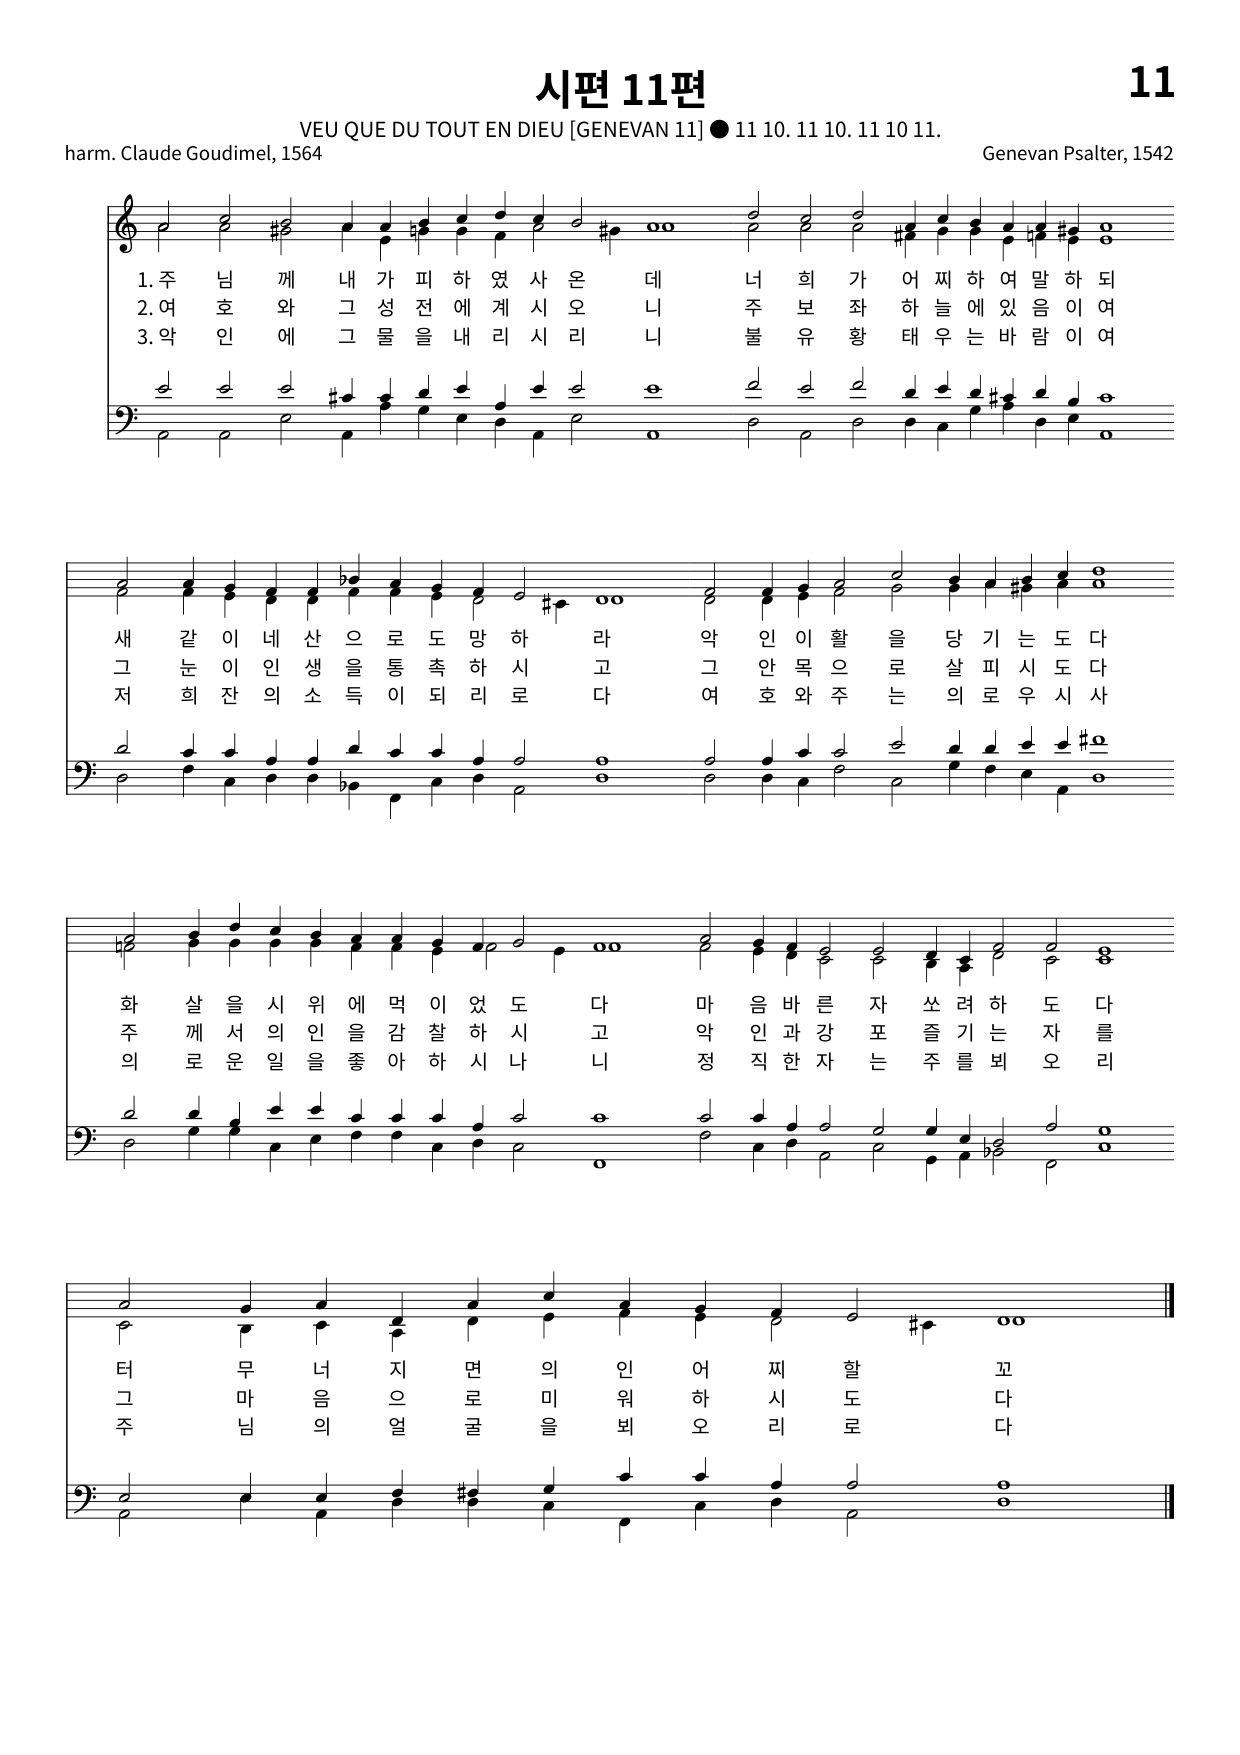 시편 11편
11
VEU QUE DU TOUT EN DIEU [GENEVAN 11] ● 11 10. 11 10. 11 10 11.
harm. Claude Goudimel, 1564
Genevan Psalter, 1542
1. 주 님 께 내 가 피 하 였 사 온 데 너 희 가 어 찌 하 여 말 하 되
2. 여 호 와 그 성 전 에 계 시 오 니 주 보 좌 하 늘 에 있 음 이 여
3. 악 인 에 그 물 을 내 리 시 리 니 불 유 황 태 우 는 바 람 이 여
새 같 이 네 산 으 로 도 망 하 라 악 인 이 활 을 당 기 는 도 다
그 눈 이 인 생 을 통 촉 하 시 고 그 안 목 으 로 살 피 시 도 다
저 희 잔 의 소 득 이 되 리 로 다 여 호 와 주 는 의 로 우 시 사
화 살 을 시 위 에 먹 이 었 도 다 마 음 바 른 자 쏘 려 하 도 다
주 께 서 의 인 을 감 찰 하 시 고 악 인 과 강 포 즐 기 는 자 를
의 로 운 일 을 좋 아 하 시 나 니 정 직 한 자 는 주 를 뵈 오 리
터 무 너 지 면 의 인 어 찌 할 꼬
그 마 음 으 로 미 워 하 시 도 다
주 님 의 얼 굴 을 뵈 오 리 로 다